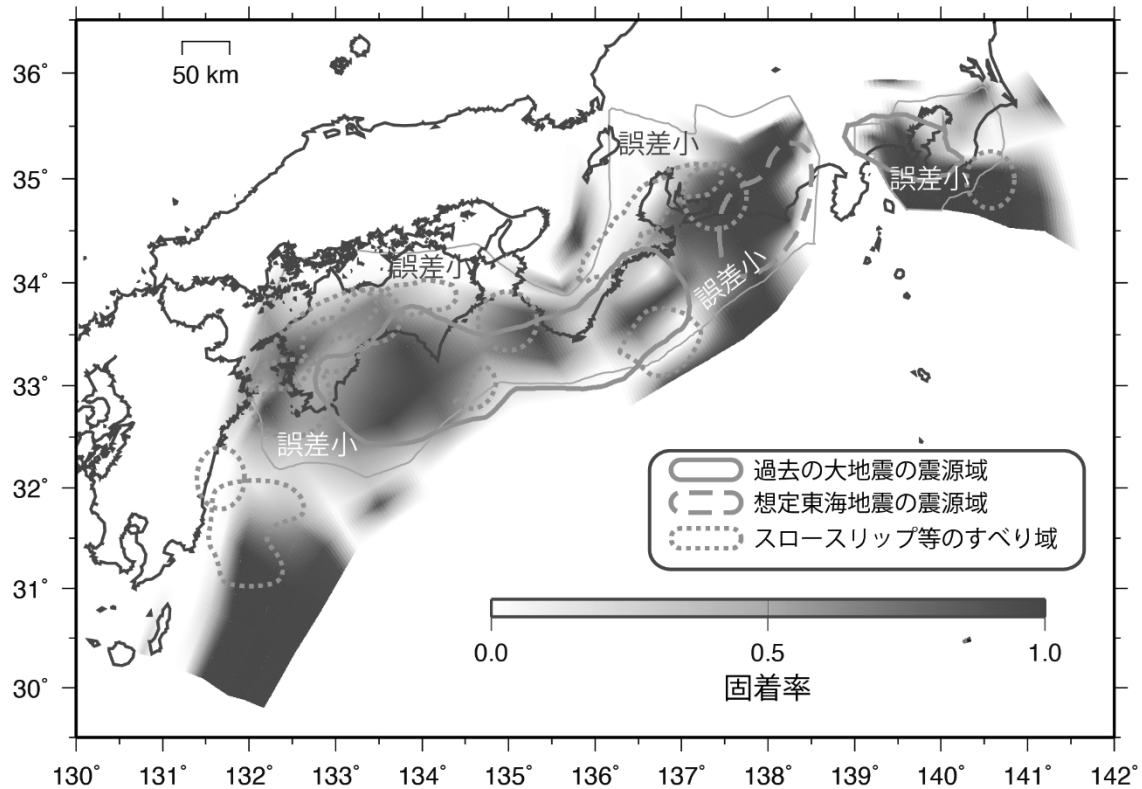 50 km
36°
35°
34°
33°
32°
31°
30°
誤差小
誤差小
誤差小
誤差小
誤差小
過去の大地震の震源域
想定東海地震の震源域
スロースリップ等のすべり域
0.0 0.5 1.0
固着率
130° 131° 132° 133° 134° 135° 136° 137° 138° 139° 140° 141° 142°